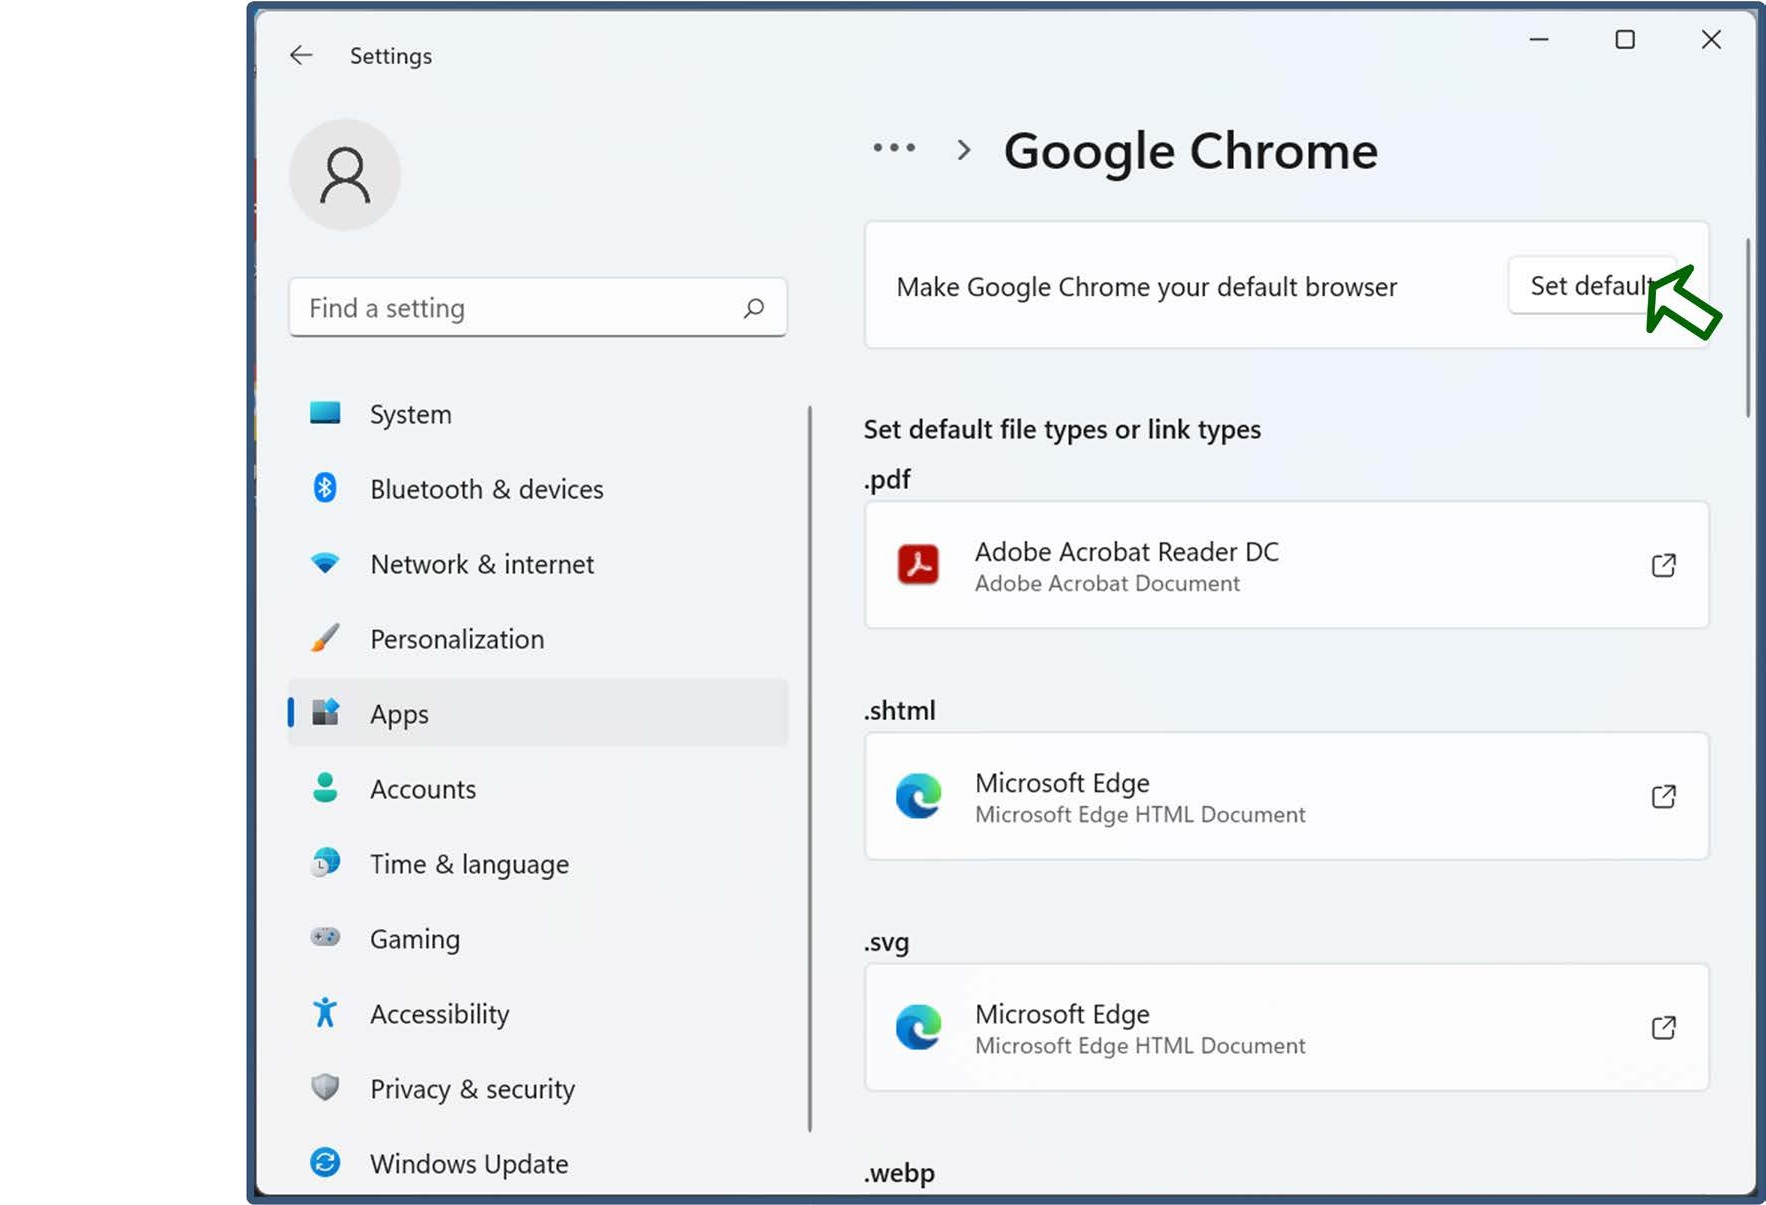 Settings
Google Chrome
Find a setting
Make Google Chrome your default browser
Set default
System
Bluetooth & devices
Network & internet
Personalization
Apps
Accounts
Time & language
Gaming
Accessibility
Privacy & security
Windows Update
Set default file types or link types
.pdf
Adobe Acrobat Reader DC
Adobe Acrobat Document
.shtml
Microsoft Edge
Microsoft Edge HTML Document
.svg
Microsoft Edge
Microsoft Edge HTML Document
.webp